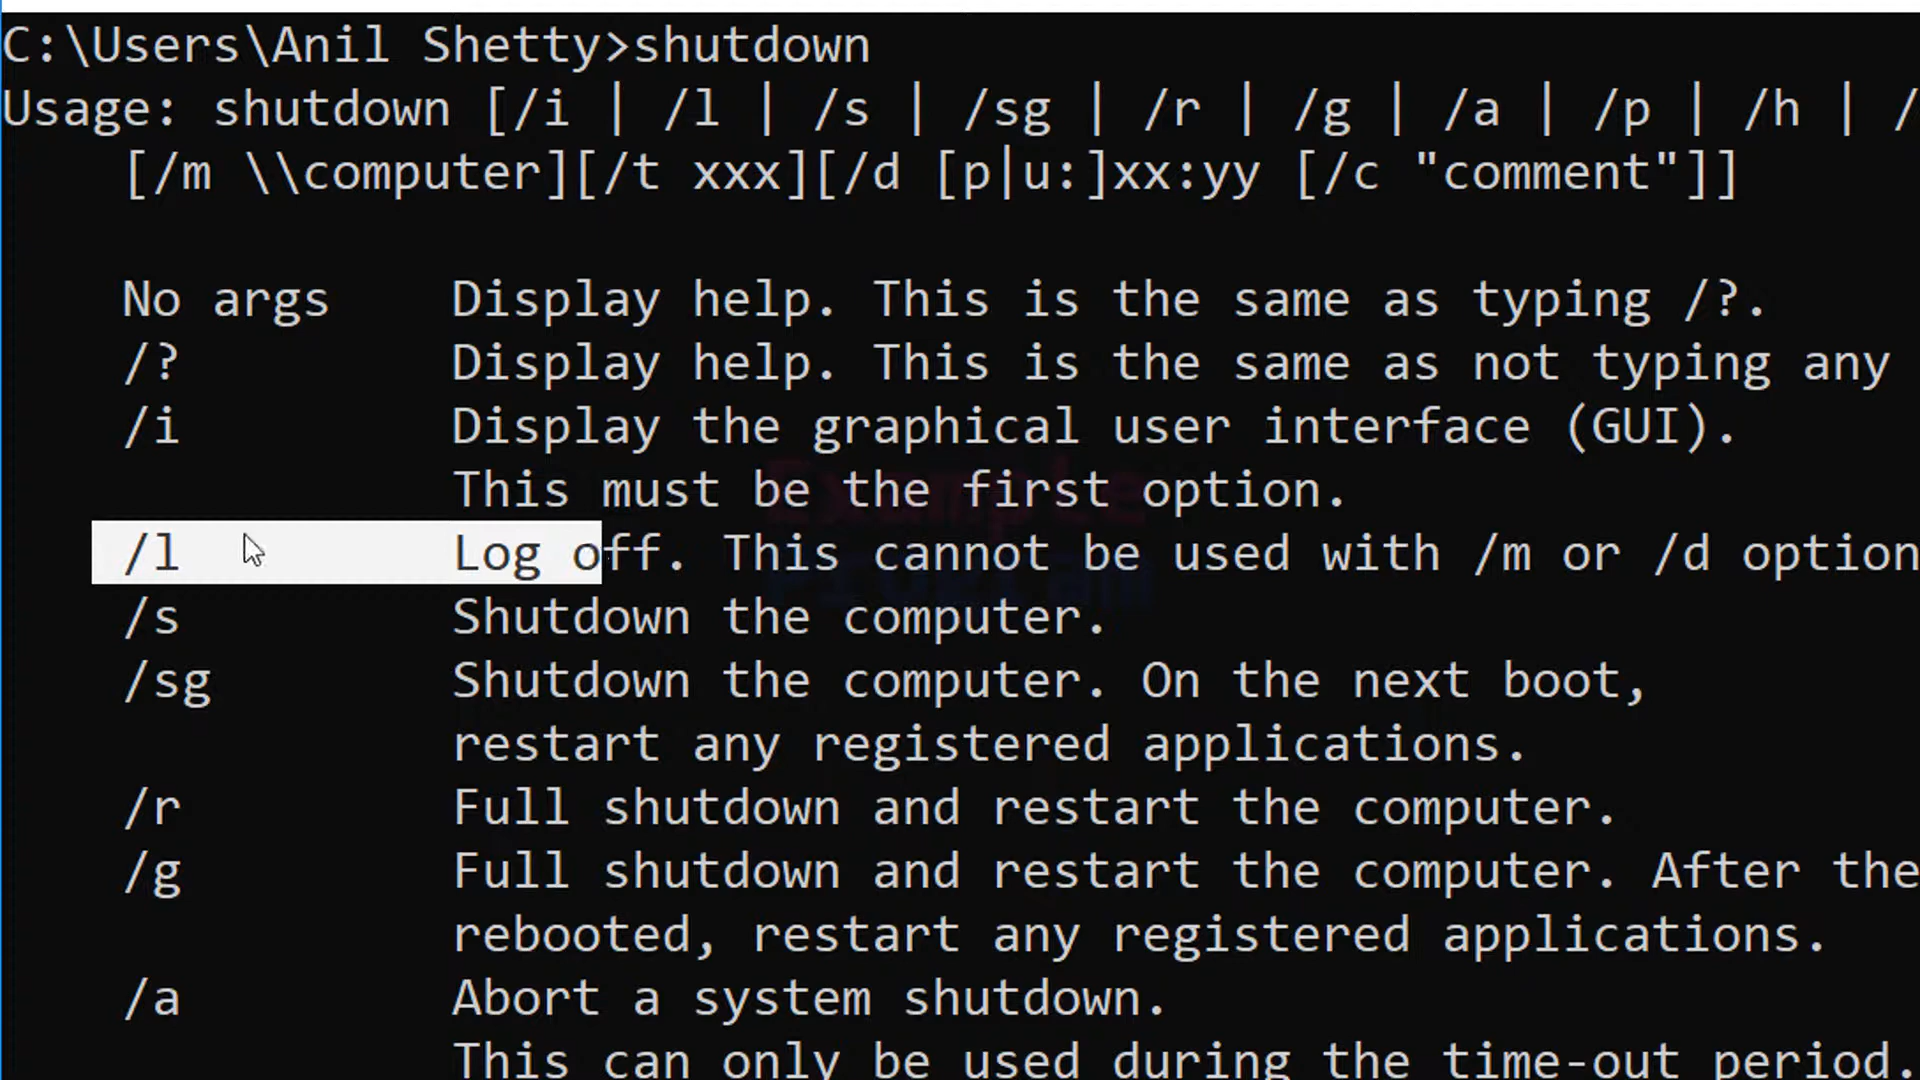 C:\Users\Anil Shetty>shutdown
Usage: shutdown [/i | /l | /s | /sg | /r | /g | /a | /p | /h | /
[/m \\computer][/t xxx][/d [p|u:]xx:yy [/c "comment"]]
No args Display help. This is the same as typing /?.
/? Display help. This is the same as not typing any
/i Display the graphical user interface (GUI).
This must be the first option.
/l Log off. This cannot be used with /m or /d option
/s Shutdown the computer.
/sg Shutdown the computer. On the next boot,
restart any registered applications.
/r Full shutdown and restart the computer.
/g Full shutdown and restart the computer. After the
rebooted, restart any registered applications.
/a Abort a system shutdown.
This can only be used during the time-out period.
Example